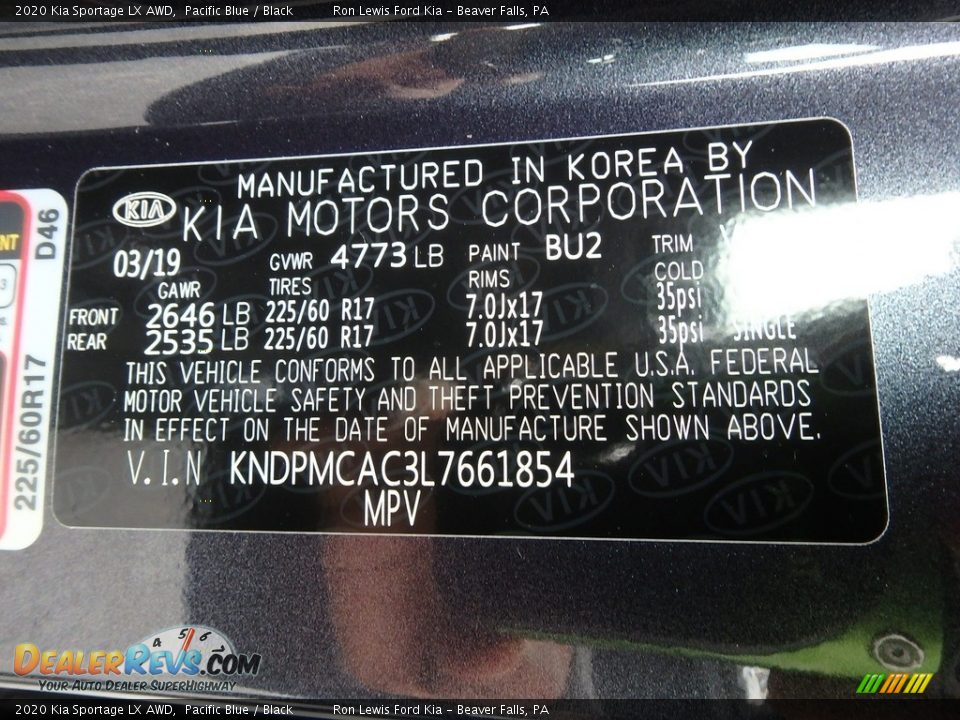 2020 Kia Sportage LX AWD, Pacific Blue / Black Ron Lewis Ford Kia - Beaver Falls, PA
MANUFACTURED IN KOREA BY
KIA KIA MOTORS CORPORATION
03/19 GVWR 4773 LB PAINT BU2 TRIM
GAWR TIRES RIMS COLD
FRONT 2646 LB 225/60 R17 7.0Jx17 35psi
REAR 2535 LB 225/60 R17 7.0Jx17 35psi SINGLE
THIS VEHICLE CONFORMS TO ALL APPLICABLE U.S.A. FEDERAL
MOTOR VEHICLE SAFETY AND THEFT PREVENTION STANDARDS
IN EFFECT ON THE DATE OF MANUFACTURE SHOWN ABOVE.
V.I.N KNDPMCAC3L7661854
MPV
D46
225/60R17
4 5 6
DEALERREVS.COM
YOUR AUTO DEALER SUPERHIGHWAY
2020 Kia Sportage LX AWD, Pacific Blue / Black Ron Lewis Ford Kia - Beaver Falls, PA